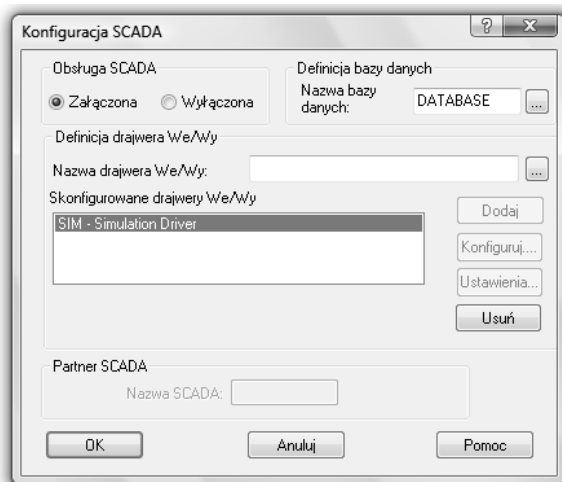 Konfiguracja SCADA
Obsługa SCADA
Załączona
Wyłączona
Definicja bazy danych
Nazwa bazy danych:
DATABASE
...
Definicja drajwera We/Wy
Nazwa drajwera We/Wy:
...
Skonfigurowane drajwery We/Wy
SIM - Simulation Driver
Dodaj
Konfiguruj....
Ustawienia...
Usuń
Partner SCADA
Nazwa SCADA:
OK
Anuluj
Pomoc